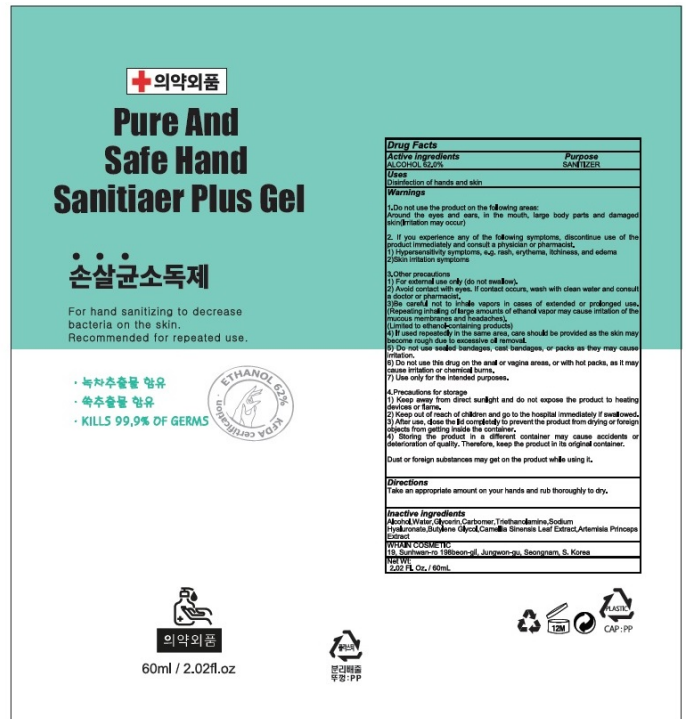 의약외품
Pure And
Safe Hand
Sanitiaer Plus Gel
손살균소독제
For hand sanitizing to decrease
bacteria on the skin.
Recommended for repeated use.
· 녹차추출물 함유
· 쑥추출물 함유
· KILLS 99,9% OF GERMS
ETHANOL 62%
KFDA certification
의약외품
60ml / 2.02fl.oz
플라스틱
분리배출
뚜껑:PP
Drug Facts
Active ingredients Purpose
ALCOHOL 62.0% SANITIZER
Uses
Disinfection of hands and skin
Warnings
1.Do not use the product on the following areas:
Around the eyes and ears, in the mouth, large body parts and damaged
skin(irritation may occur)
2. If you experience any of the following symptoms, discontinue use of the
product immediately and consult a physician or pharmacist.
1) Hypersensitivity symptoms, e.g. rash, erythema, itchiness, and edema
2)Skin irritation symptoms
3.Other precautions
1) For external use only (do not swallow).
2) Avoid contact with eyes. If contact occurs, wash with clean water and consult
a doctor or pharmacist.
3)Be careful not to inhale vapors in cases of extended or prolonged use.
(Repeating inhaling of large amounts of ethanol vapor may cause irritation of the
mucous membranes and headaches).
(Limited to ethanol-containing products)
4) If used repeatedly in the same area, care should be provided as the skin may
become rough due to excessive oil removal.
5) Do not use sealed bandages, cast bandages, or packs as they may cause
irritation.
6) Do not use this drug on the anal or vagina areas, or with hot packs, as it may
cause irritation or chemical burns.
7) Use only for the intended purposes.
4.Precautions for storage
1) Keep away from direct sunlight and do not expose the product to heating
devices or flame.
2) Keep out of reach of children and go to the hospital immediately if swallowed.
3) After use, close the lid completely to prevent the product from drying or foreign
objects from getting inside the container.
4) Storing the product in a different container may cause accidents or
deterioration of quality. Therefore, keep the product in its original container.
Dust or foreign substances may get on the product while using it.
Directions
Take an appropriate amount on your hands and rub thoroughly to dry.
Inactive ingredients
Alcohol,Water,Glycerin,Carbomer,Triethanolamine,Sodium
Hyaluronate,Butylene Glycol,Camellia Sinensis Leaf Extract,Artemisia Princeps
Extract
WHAIN COSMETIC
19, Sunhwan-ro 198beon-gil, Jungwon-gu, Seongnam, S. Korea
Net Wt:
2.02 Fl. Oz. / 60mL
12M
PLASTIC
CAP:PP